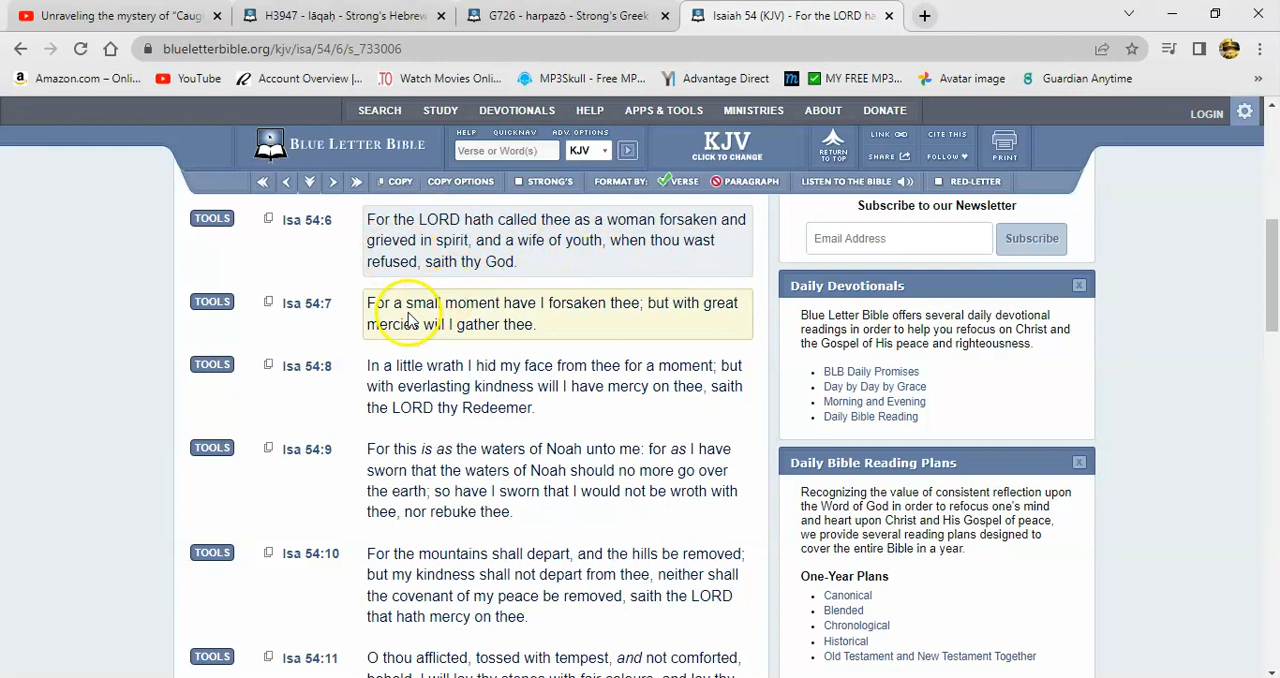 Unraveling the mystery of “Caug
H3947 - lāqaḥ - Strong's Hebrew
G726 - harpazō - Strong's Greek
Isaiah 54 (KJV) - For the LORD ha
blueletterbible.org/kjv/isa/54/6/s_733006
Amazon.com – Onli...
YouTube
Account Overview |...
Watch Movies Onlin...
MP3Skull - Free MP...
Advantage Direct
MY FREE MP3...
Avatar image
Guardian Anytime
SEARCH
STUDY
DEVOTIONALS
HELP
APPS & TOOLS
MINISTRIES
ABOUT
DONATE
LOGIN
BLUE LETTER BIBLE
HELP
QUICKNAV
ADV. OPTIONS
Verse or Word(s)
KJV
KJV
CLICK TO CHANGE
RETURN
TO TOP
LINK
CITE THIS
SHARE
FOLLOW
PRINT
COPY
COPY OPTIONS
STRONG'S
FORMAT BY:
VERSE
PARAGRAPH
LISTEN TO THE BIBLE
RED-LETTER
TOOLS
Isa 54:6
For the LORD hath called thee as a woman forsaken and
grieved in spirit, and a wife of youth, when thou wast
refused, saith thy God.
TOOLS
Isa 54:7
For a small moment have I forsaken thee; but with great
mercies will I gather thee.
TOOLS
Isa 54:8
In a little wrath I hid my face from thee for a moment; but
with everlasting kindness will I have mercy on thee, saith
the LORD thy Redeemer.
TOOLS
Isa 54:9
For this is as the waters of Noah unto me: for as I have
sworn that the waters of Noah should no more go over
the earth; so have I sworn that I would not be wroth with
thee, nor rebuke thee.
TOOLS
Isa 54:10
For the mountains shall depart, and the hills be removed;
but my kindness shall not depart from thee, neither shall
the covenant of my peace be removed, saith the LORD
that hath mercy on thee.
TOOLS
Isa 54:11
O thou afflicted, tossed with tempest, and not comforted,
behold, I will lay thy stones with fair colours, and lay thy
Subscribe to our Newsletter
Email Address
Subscribe
Daily Devotionals
Blue Letter Bible offers several daily devotional
readings in order to help you refocus on Christ and
the Gospel of His peace and righteousness.
BLB Daily Promises
Day by Day by Grace
Morning and Evening
Daily Bible Reading
Daily Bible Reading Plans
Recognizing the value of consistent reflection upon
the Word of God in order to refocus one's mind
and heart upon Christ and His Gospel of peace,
we provide several reading plans designed to
cover the entire Bible in a year.
One-Year Plans
Canonical
Blended
Chronological
Historical
Old Testament and New Testament Together